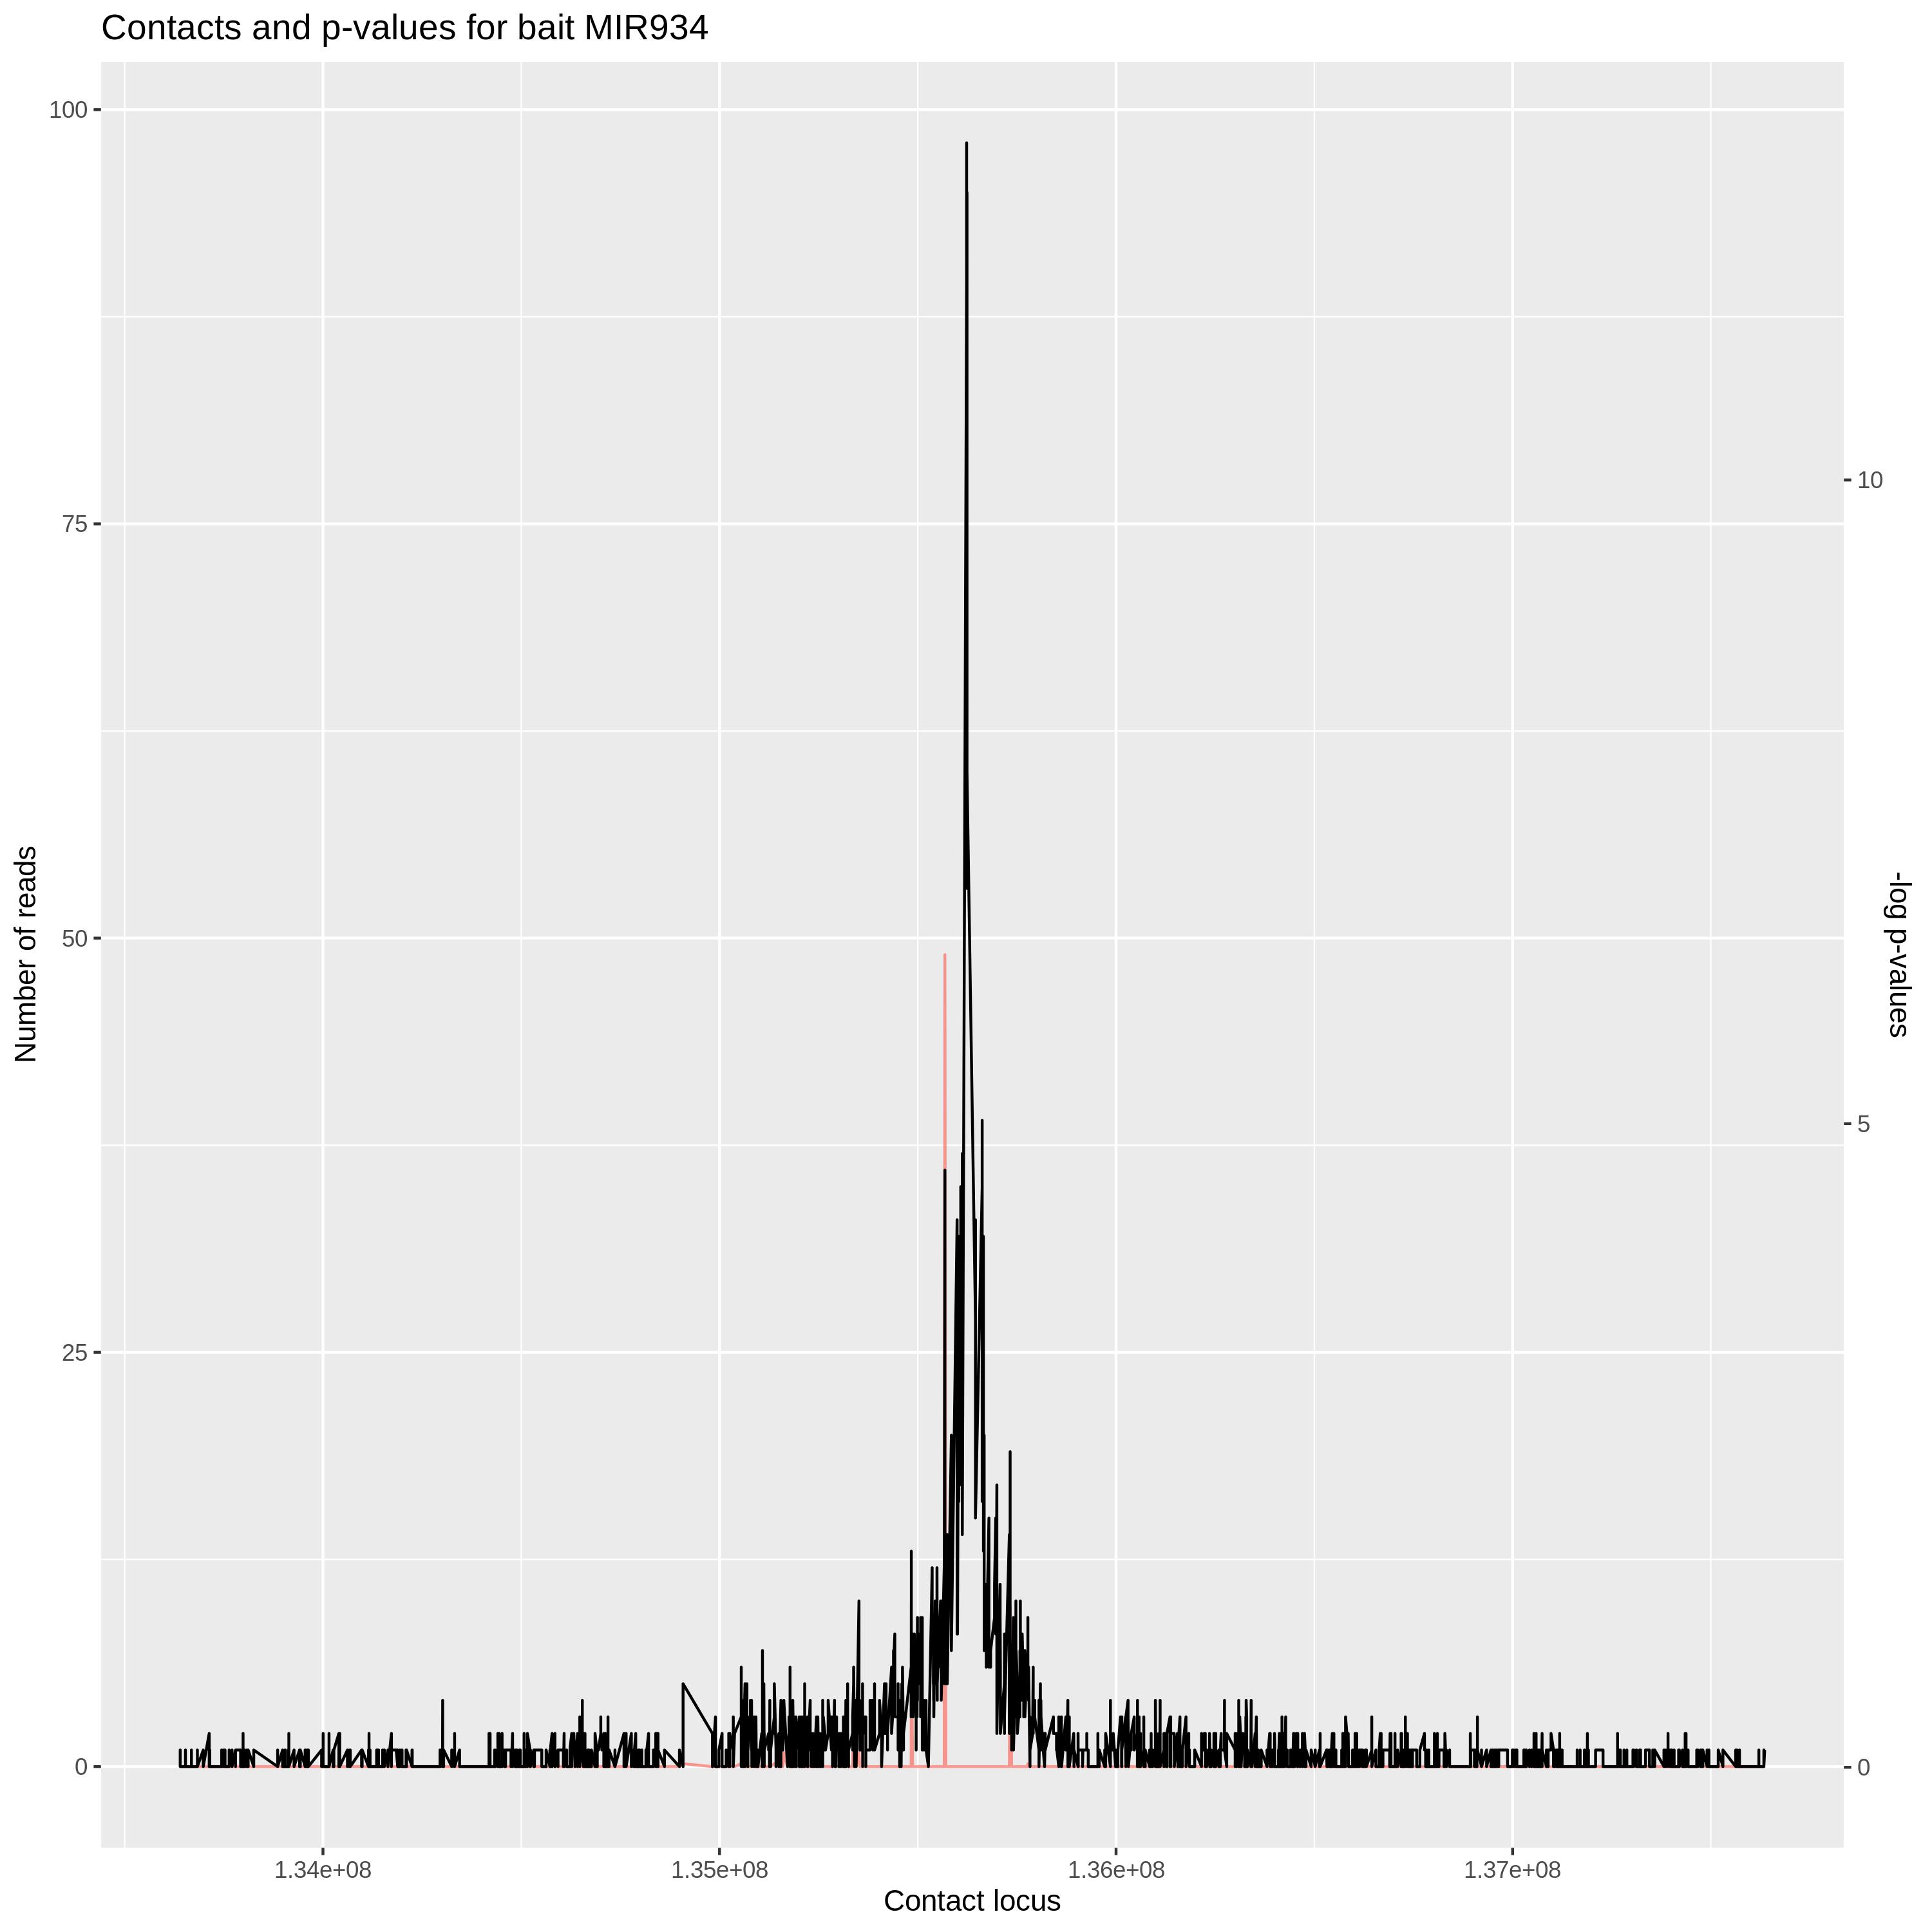 Contacts and p-values for bait MIR934
100
75
50
25
0
Number of reads
10
5
0
-log p-values
1.34e+08 1.35e+08 1.36e+08 1.37e+08
Contact locus